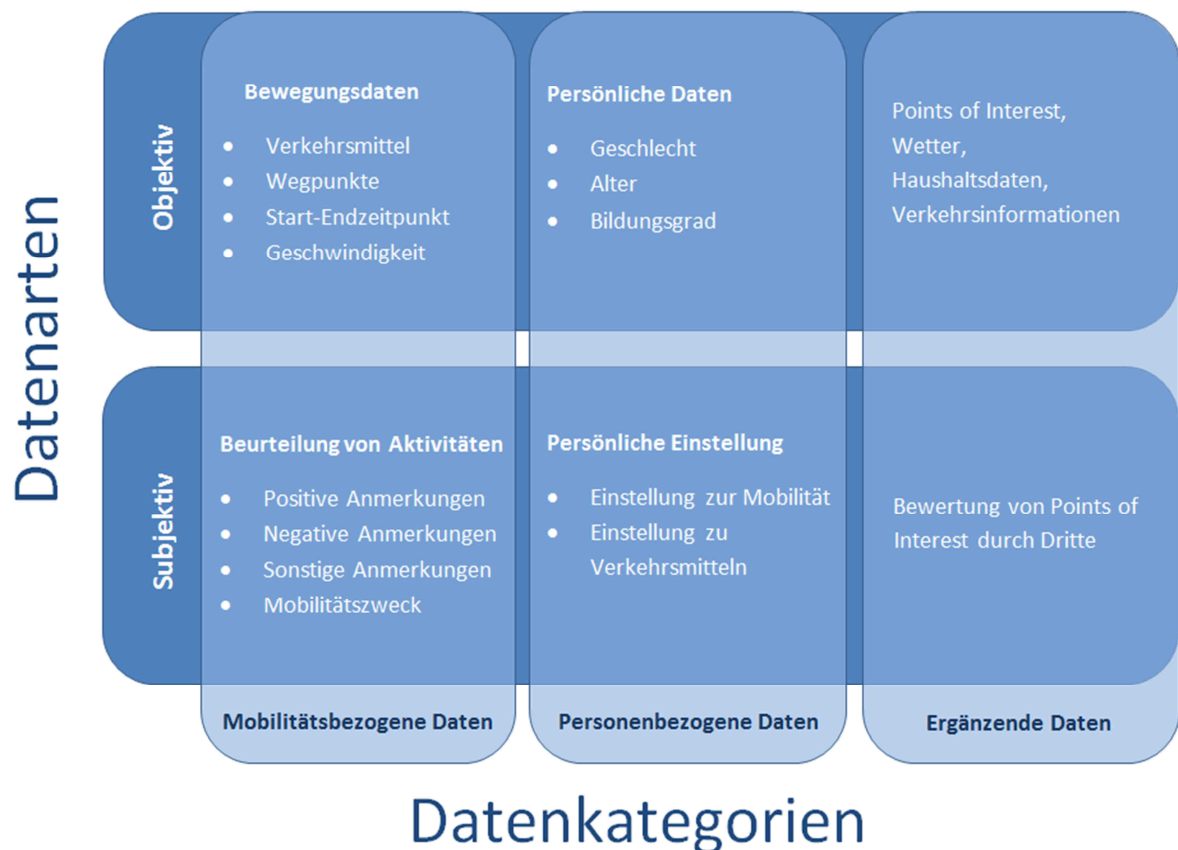 Datenarten
Objektiv
Bewegungsdaten
• Verkehrsmittel
• Wegpunkte
• Start-Endzeitpunkt
• Geschwindigkeit
Persönliche Daten
• Geschlecht
• Alter
• Bildungsgrad
Points of Interest,
Wetter,
Haushaltsdaten,
Verkehrsinformationen
Subjektiv
Beurteilung von Aktivitäten
• Positive Anmerkungen
• Negative Anmerkungen
• Sonstige Anmerkungen
• Mobilitätszweck
Persönliche Einstellung
• Einstellung zur Mobilität
• Einstellung zu
Verkehrsmitteln
Bewertung von Points of
Interest durch Dritte
Mobilitätsbezogene Daten
Personenbezogene Daten
Ergänzende Daten
Datenkategorien